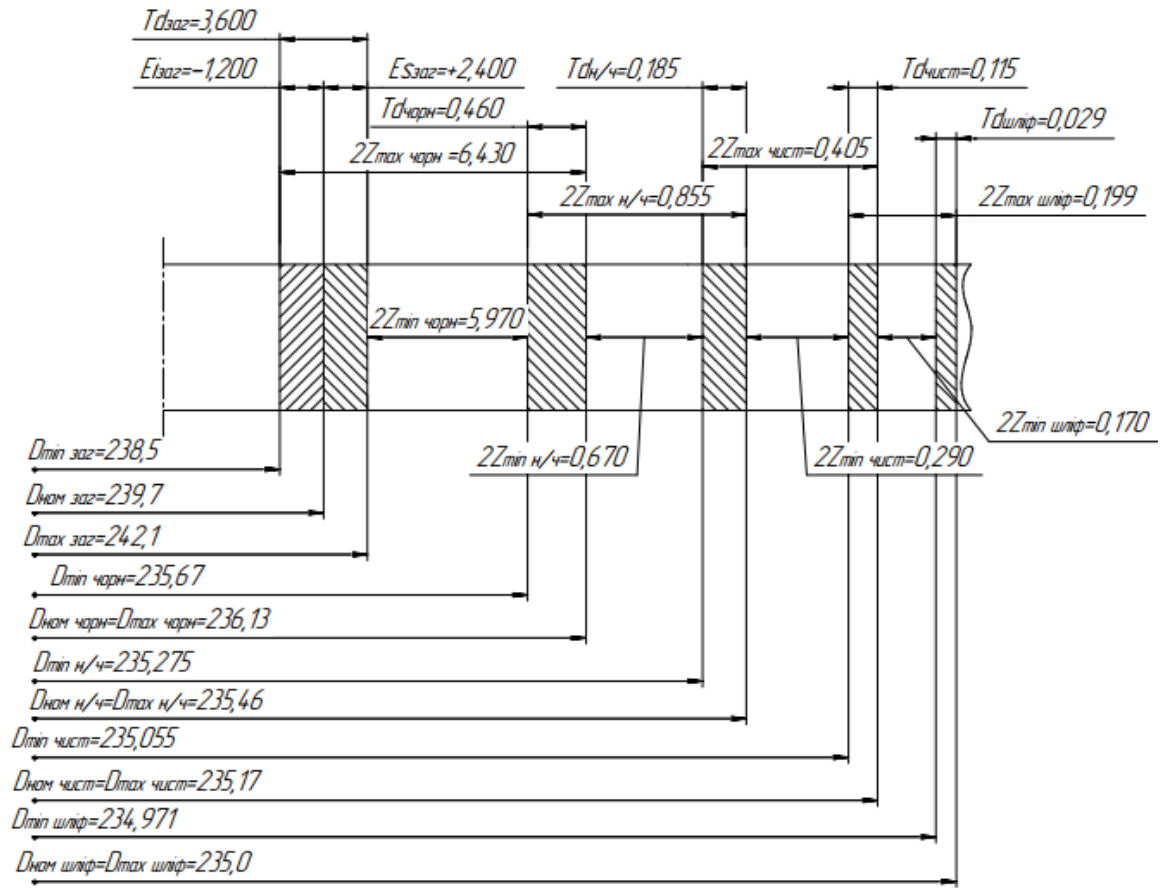 Tdзаг=3,600
EIзаг=-1,200
ESзаг=+2,400
Tdн/ч=0,185
Tdчист=0,115
Tdчорн=0,460
Tdшліф=0,029
2Zmax чорн =6,430
2Zmax чист=0,405
2Zmax н/ч=0,855
2Zmax шліф=0,199
2Zmin чорн=5,970
2Zmin шліф=0,170
2Zmin н/ч=0,670
2Zmin чист=0,290
Dmin заг=238,5
Dном заг=239,7
Dmax заг=242,1
Dmin чорн=235,67
Dном чорн=Dmax чорн=236,13
Dmin н/ч=235,275
Dном н/ч=Dmax н/ч=235,46
Dmin чист=235,055
Dном чист=Dmax чист=235,17
Dmin шліф=234,971
Dном шліф=Dmax шліф=235,0